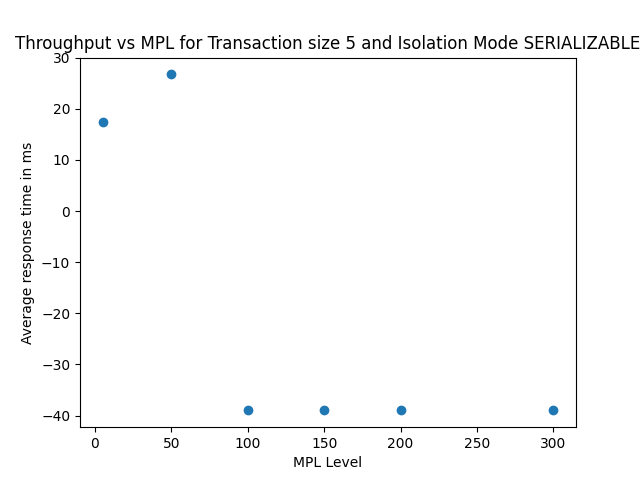 Throughput vs MPL for Transaction size 5 and Isolation Mode SERIALIZABLE
30
20
10
0
−10
−20
−30
−40
Average response time in ms
0 50 100 150 200 250 300
MPL Level